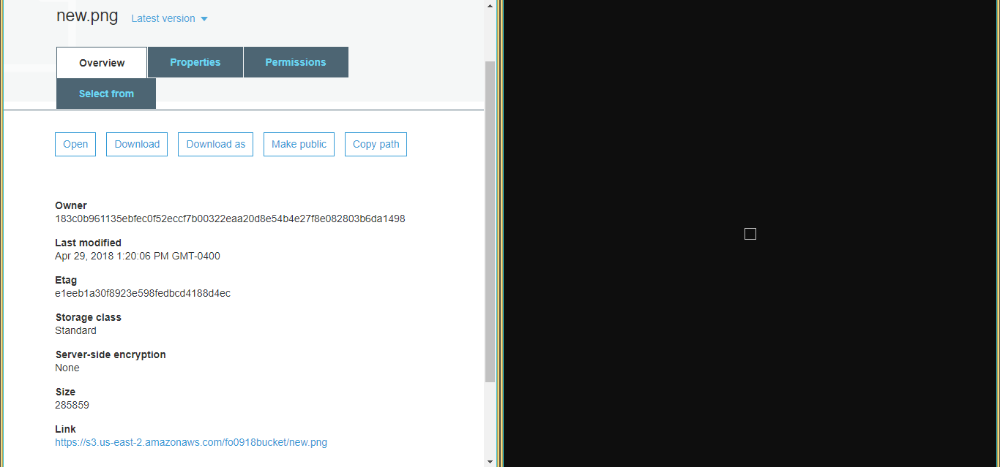 new.png Latest version
Overview Properties Permissions
Select from
Open Download Download as Make public Copy path
Owner
183c0b961135ebfec0f52eccf7b00322eaa20d8e54b4e27f8e082803b6da1498
Last modified
Apr 29, 2018 1:20:06 PM GMT-0400
Etag
e1eeb1a30f8923e598fedbcd4188d4ec
Storage class
Standard
Server-side encryption
None
Size
285859
Link
https://s3.us-east-2.amazonaws.com/fo0918bucket/new.png